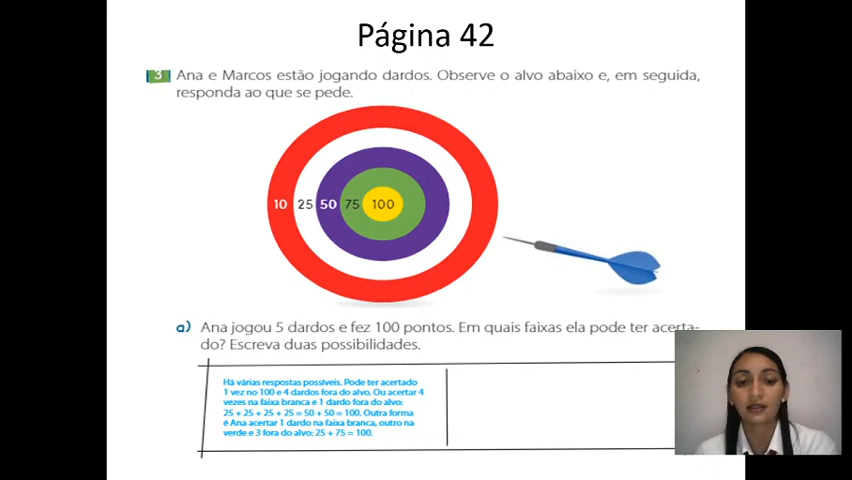 Página 42
3 Ana e Marcos estão jogando dardos. Observe o alvo abaixo e, em seguida,
responda ao que se pede.
10 25 50 75 100
a) Ana jogou 5 dardos e fez 100 pontos. Em quais faixas ela pode ter acerta-
do? Escreva duas possibilidades.
Há várias respostas possíveis. Pode ter acertado
1 vez no 100 e 4 dardos fora do alvo. Ou acertar 4
vezes na faixa branca e 1 dardo fora do alvo:
25 + 25 + 25 + 25 = 50 + 50 = 100. Outra forma
é Ana acertar 1 dardo na faixa branca, outro na
verde e 3 fora do alvo: 25 + 75 = 100.